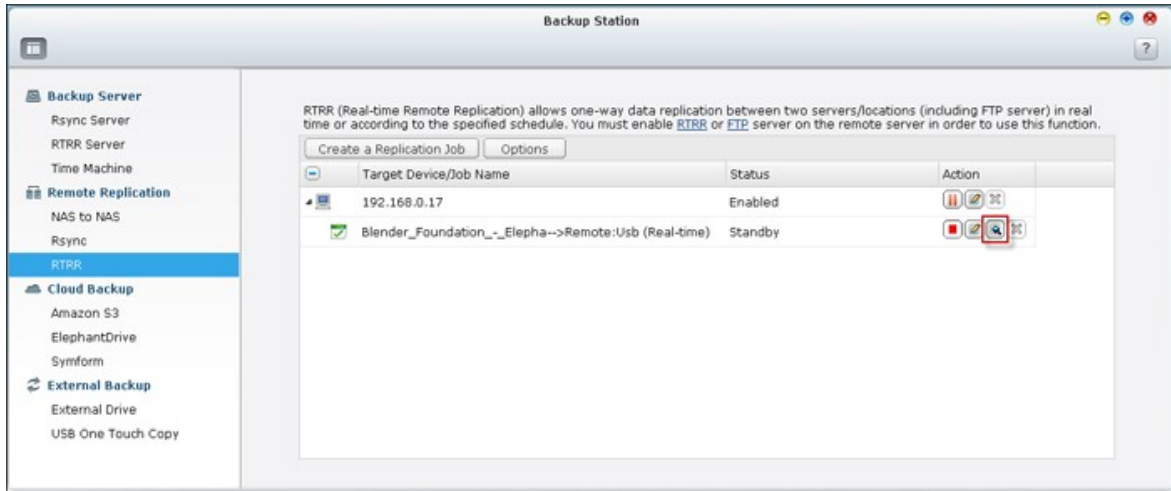 Backup Station
?
Backup Server
Rsync Server
RTRR Server
Time Machine
Remote Replication
NAS to NAS
Rsync
RTRR
Cloud Backup
Amazon S3
ElephantDrive
Symform
External Backup
External Drive
USB One Touch Copy
RTRR (Real-time Remote Replication) allows one-way data replication between two servers/locations (including FTP server) in real
time or according to the specified schedule. You must enable RTRR or FTP server on the remote server in order to use this function.
Create a Replication Job Options
Target Device/Job Name Status Action
192.168.0.17 Enabled
Blender_Foundation_-_Elepha-->Remote:Usb (Real-time) Standby